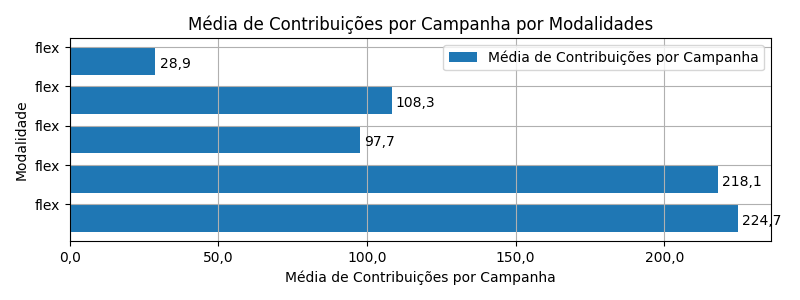 Média de Contribuições por Campanha por Modalidades
Média de Contribuições por Campanha
flex
28,9
flex
108,3
flex
97,7
flex
218,1
flex
224,7
Modalidade
0,0 50,0 100,0 150,0 200,0
Média de Contribuições por Campanha